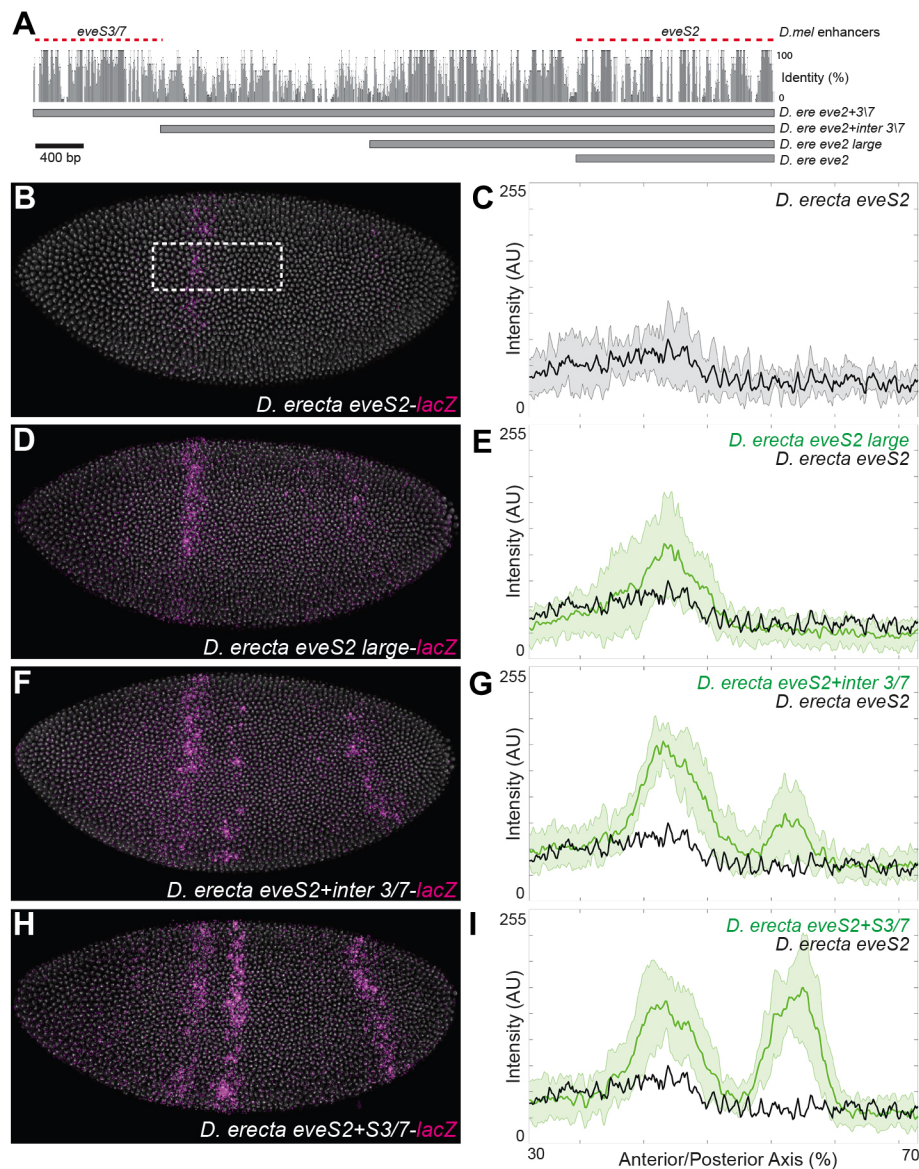 A
eveS3/7 eveS2 D.mel enhancers
100
Identity (%)
0
D. ere eve2+3\7
D. ere eve2+inter 3\7
400 bp
D. ere eve2 large
D. ere eve2
B
D. erecta eveS2-lacZ
C
255
D. erecta eveS2
Intensity (AU)
0
D
D. erecta eveS2 large-lacZ
E
255
D. erecta eveS2 large
D. erecta eveS2
Intensity (AU)
0
F
D. erecta eveS2+inter 3/7-lacZ
G
255
D. erecta eveS2+inter 3/7
D. erecta eveS2
Intensity (AU)
0
H
D. erecta eveS2+S3/7-lacZ
I
255
D. erecta eveS2+S3/7
D. erecta eveS2
Intensity (AU)
0
30 Anterior/Posterior Axis (%) 70